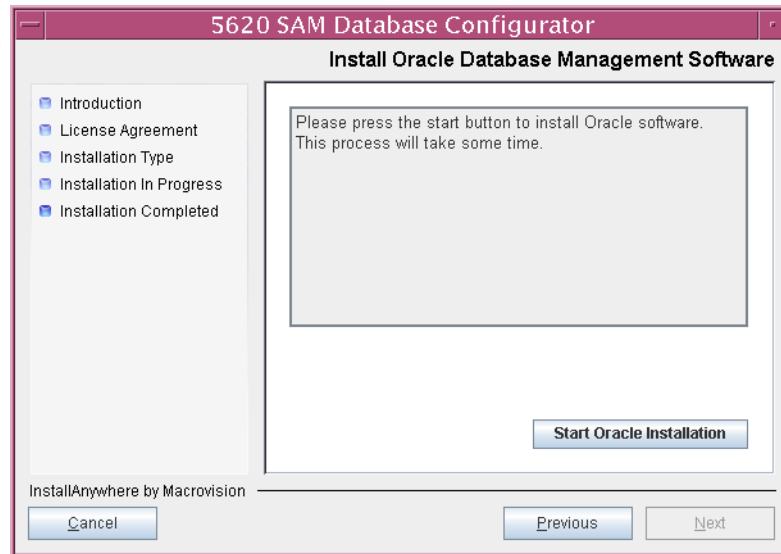 5620 SAM Database Configurator
Install Oracle Database Management Software
Introduction
License Agreement
Installation Type
Installation In Progress
Installation Completed
Please press the start button to install Oracle software.
This process will take some time.
Start Oracle Installation
InstallAnywhere by Macrovision
Cancel
Previous
Next